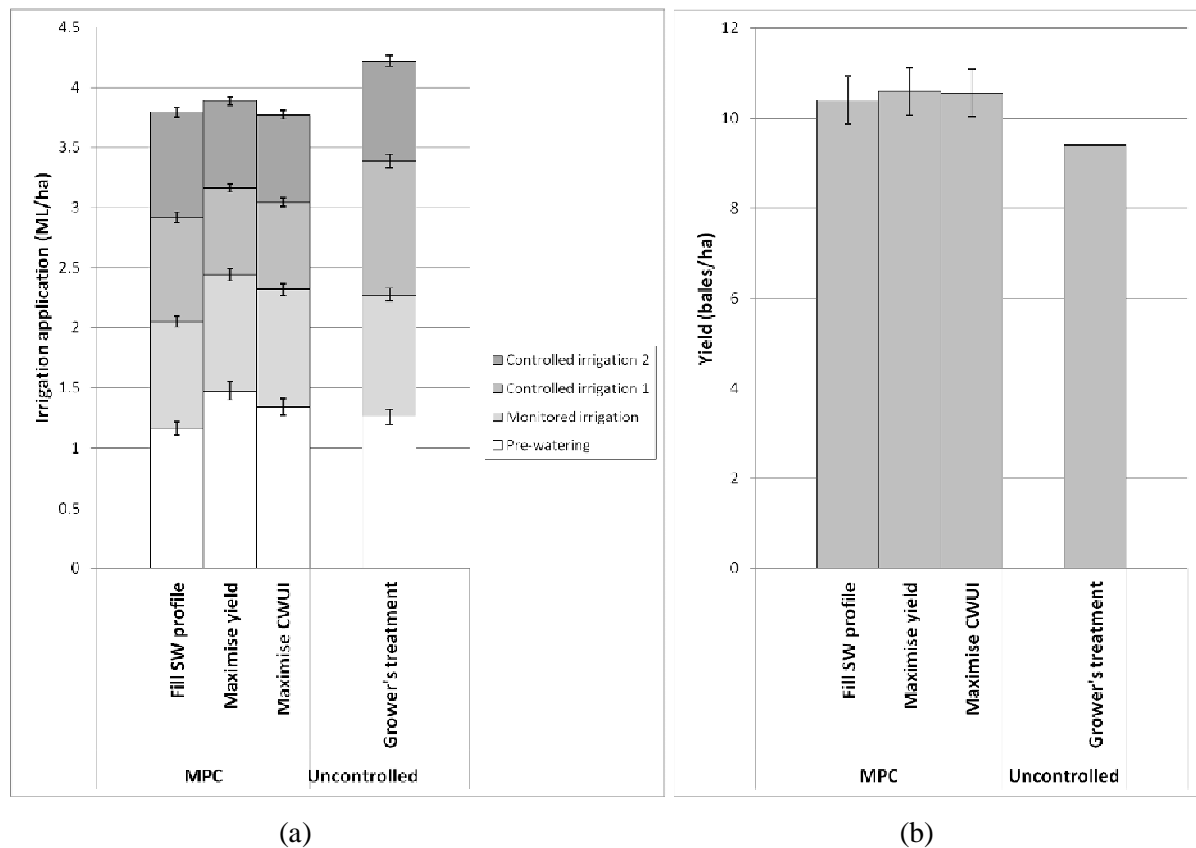 4.5
4
3.5
3
2.5
2
1.5
1
0.5
0
Irrigation application (ML/ha)
Controlled irrigation 2
Controlled irrigation 1
Monitored irrigation
Pre-watering
Fill SW profile
Maximise yield
Maximise CWUI
Grower's treatment
MPC
Uncontrolled
(a)
12
10
8
6
4
2
0
Yield (bales/ha)
Fill SW profile
Maximise yield
Maximise CWUI
Grower's treatment
MPC
Uncontrolled
(b)